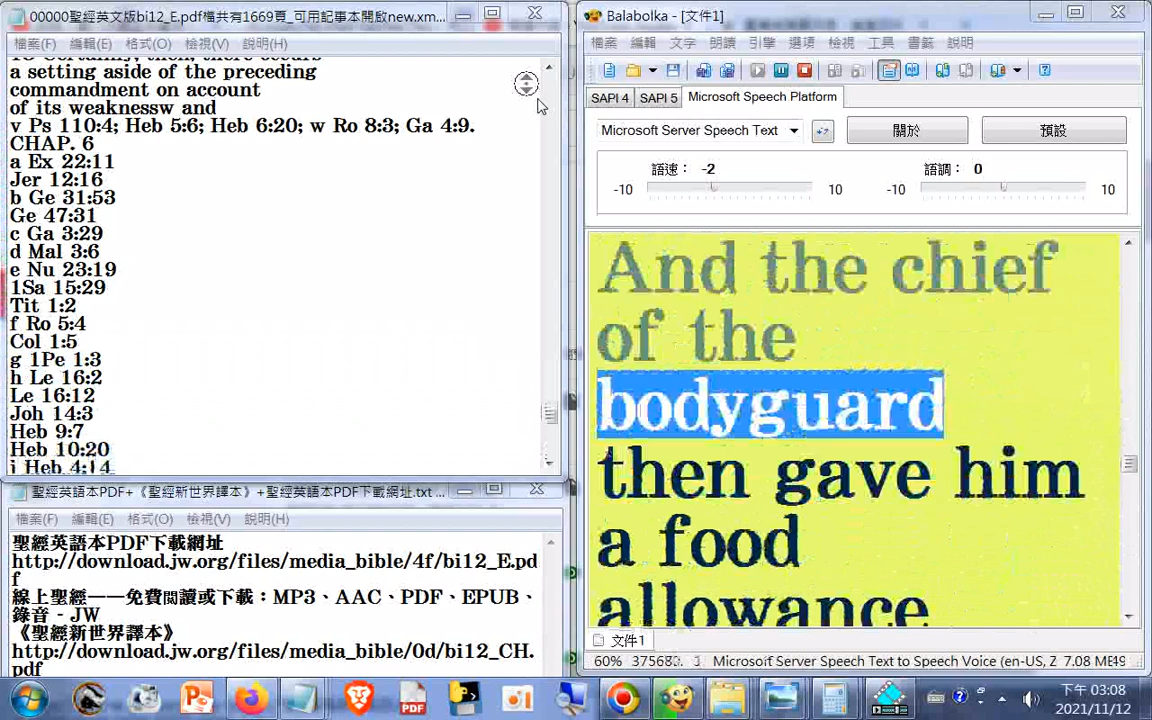 00000聖經英文版bi12_E.pdf檔共有1669頁_可用記事本開啟new.xm...
檔案(F) 編輯(E) 格式(O) 檢視(V) 說明(H)
a setting aside of the preceding
commandment on account
of its weaknessw and
v Ps 110:4; Heb 5:6; Heb 6:20; w Ro 8:3; Ga 4:9.
CHAP. 6
a Ex 22:11
Jer 12:16
b Ge 31:53
Ge 47:31
c Ga 3:29
d Mal 3:6
e Nu 23:19
1Sa 15:29
Tit 1:2
f Ro 5:4
Col 1:5
g 1Pe 1:3
h Le 16:2
Le 16:12
Joh 14:3
Heb 9:7
Heb 10:20
i Heb 4:14
聖經英語本PDF+《聖經新世界譯本》+聖經英語本PDF下載網址.txt ...
檔案(F) 編輯(E) 格式(O) 檢視(V) 說明(H)
聖經英語本PDF下載網址
http://download.jw.org/files/media_bible/4f/bi12_E.pd
f
線上聖經——免費閱讀或下載：MP3、AAC、PDF、EPUB、
錄音 - JW
《聖經新世界譯本》
http://download.jw.org/files/media_bible/0d/bi12_CH.
pdf
Balabolka - [文件1]
檔案 編輯 文字 朗讀 引擎 選項 檢視 工具 書籤 說明
SAPI 4 SAPI 5 Microsoft Speech Platform
Microsoft Server Speech Text 關於 預設
語速： -2 語調： 0
-10 10 -10 10
And the chief
of the
bodyguard
then gave him
a food
allowance
文件1
60% Microsoft Server Speech Text to Speech Voice (en-US, Z 7.08 MB
下午 03:08
2021/11/12